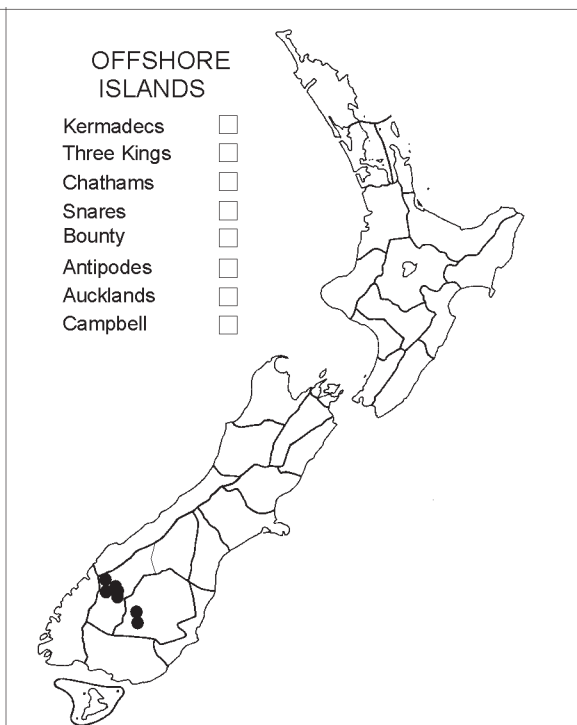 OFFSHORE
ISLANDS
Kermadecs
Three Kings
Chathams
Snares
Bounty
Antipodes
Aucklands
Campbell